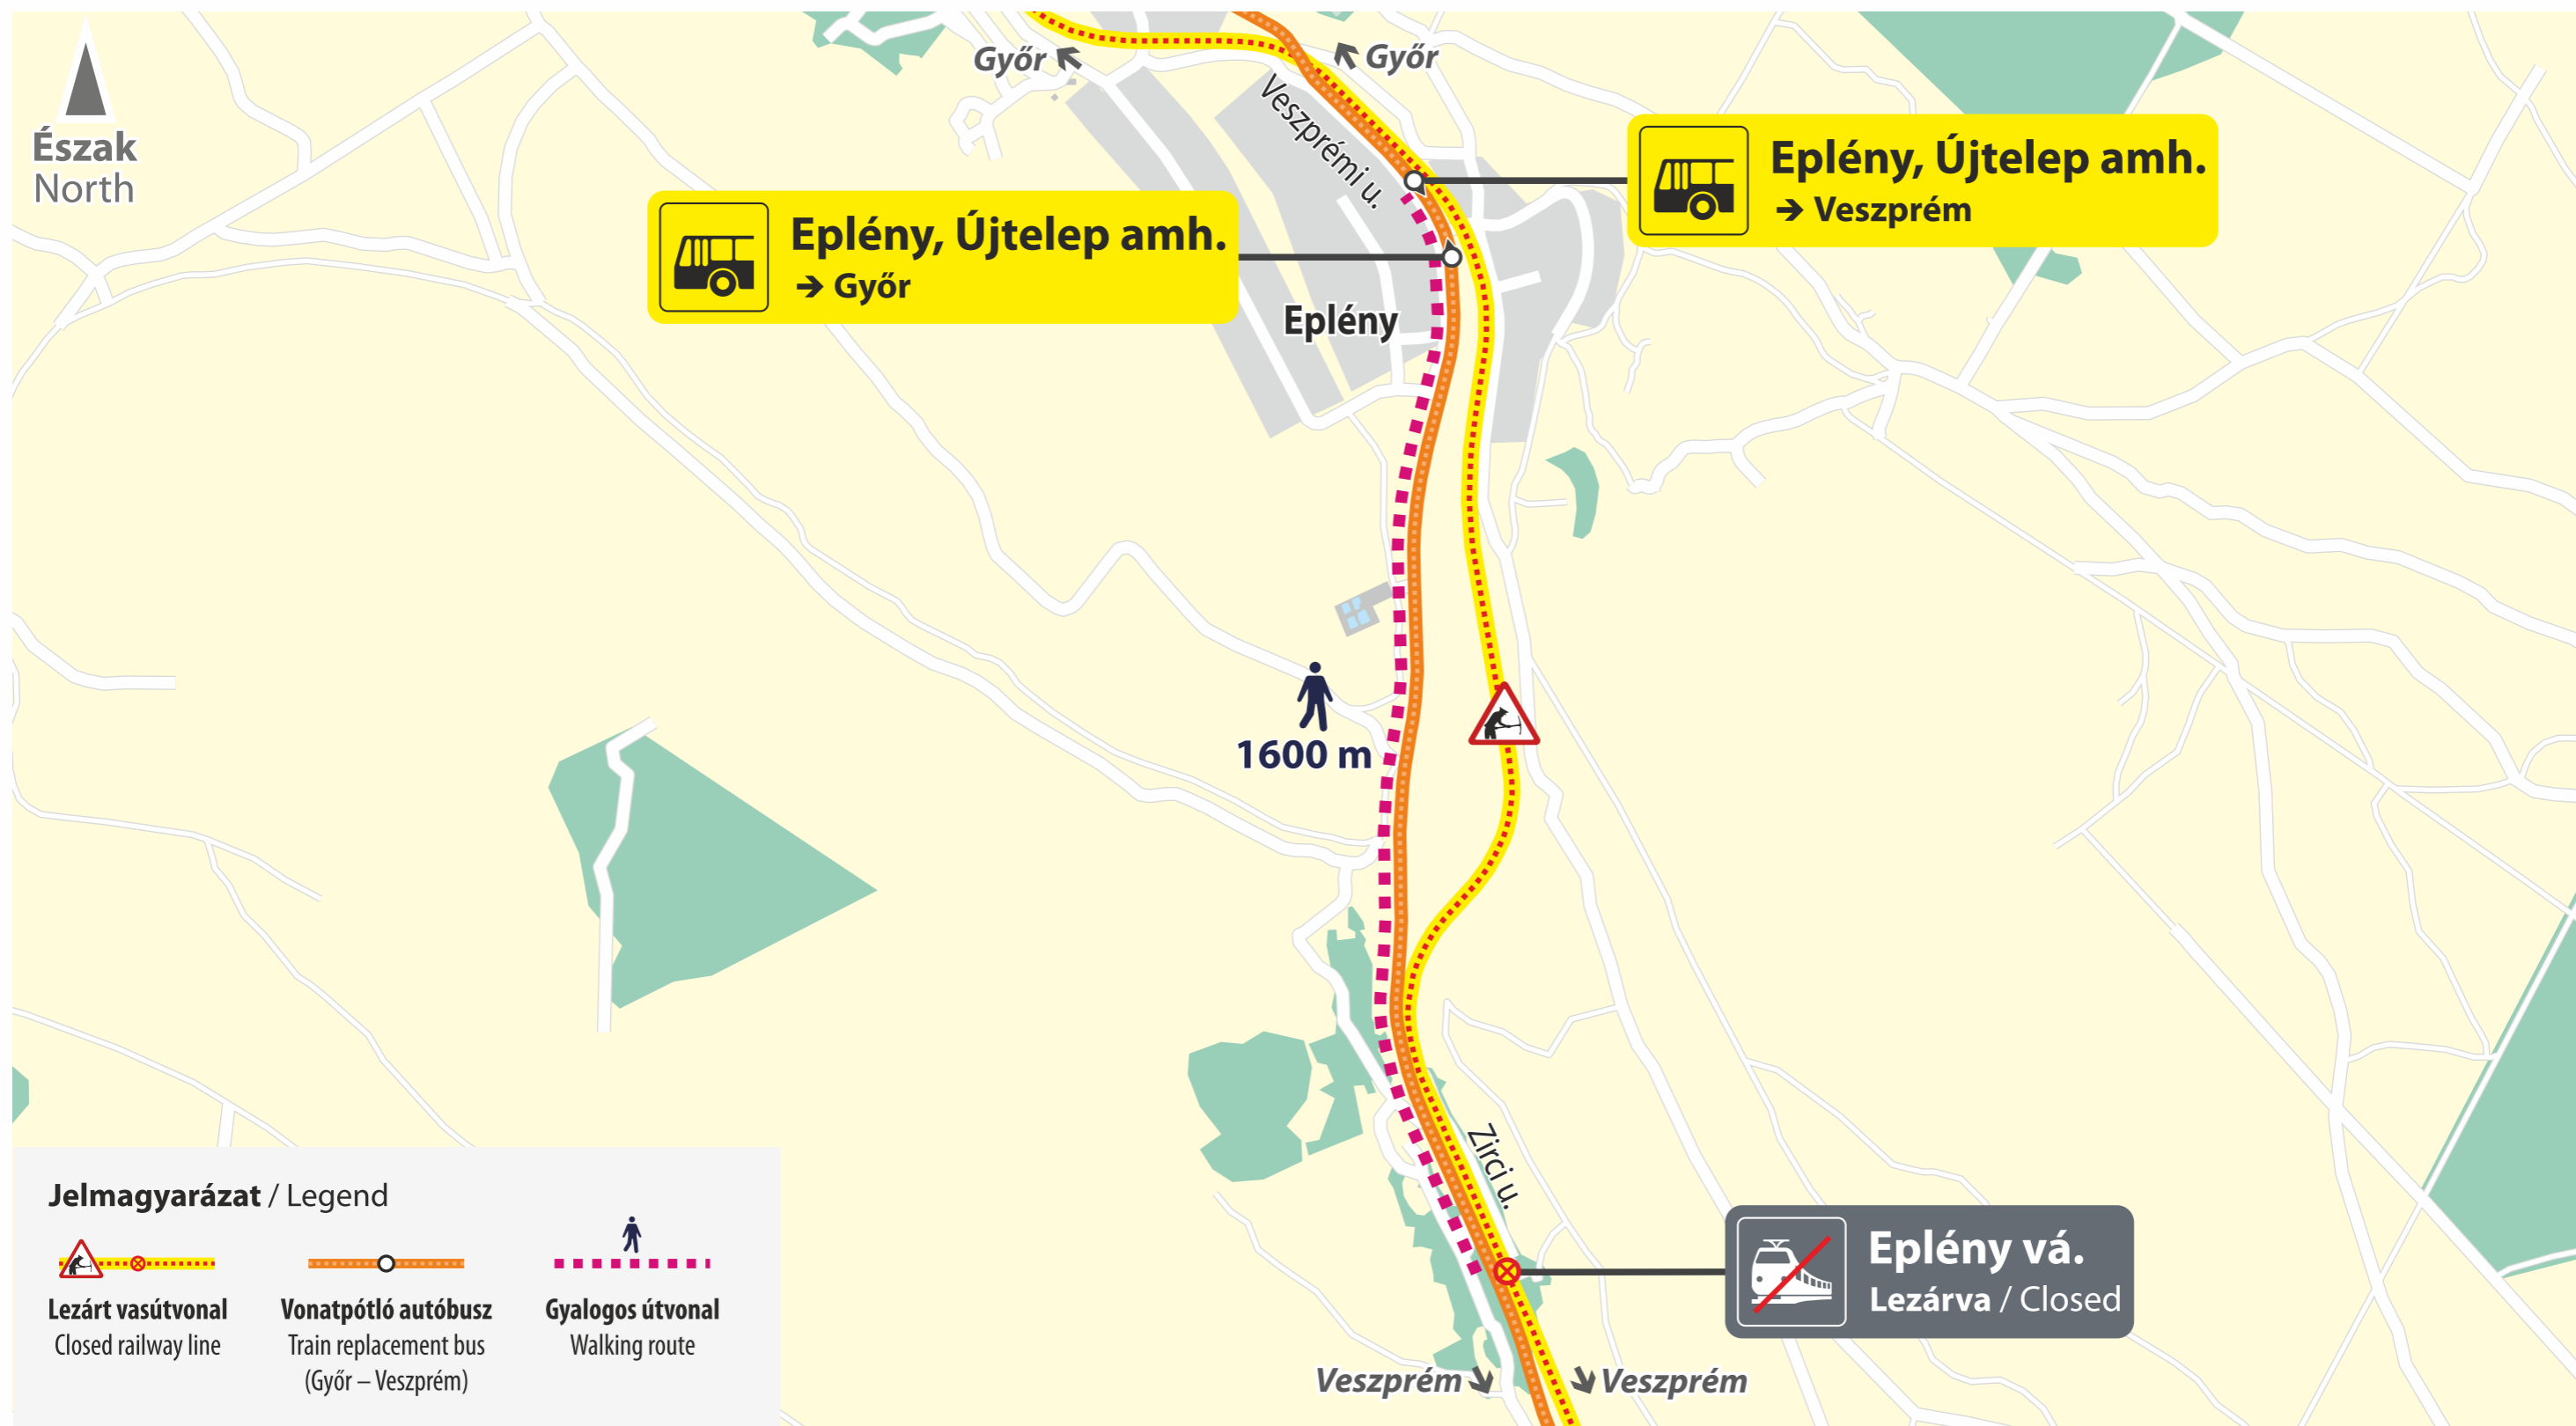 Győr
Győr
Észak
North
Veszprémi u.
Eplény, Újtelep amh.
➔ Veszprém
Eplény, Újtelep amh.
➔ Győr
Eplény
1600 m
Zirci u.
Eplény vá.
Lezárva / Closed
Veszprém
Veszprém
Jelmagyarázat / Legend
Lezárt vasútvonal
Closed railway line
Vonatpótló autóbusz
Train replacement bus
(Győr – Veszprém)
Gyalogos útvonal
Walking route